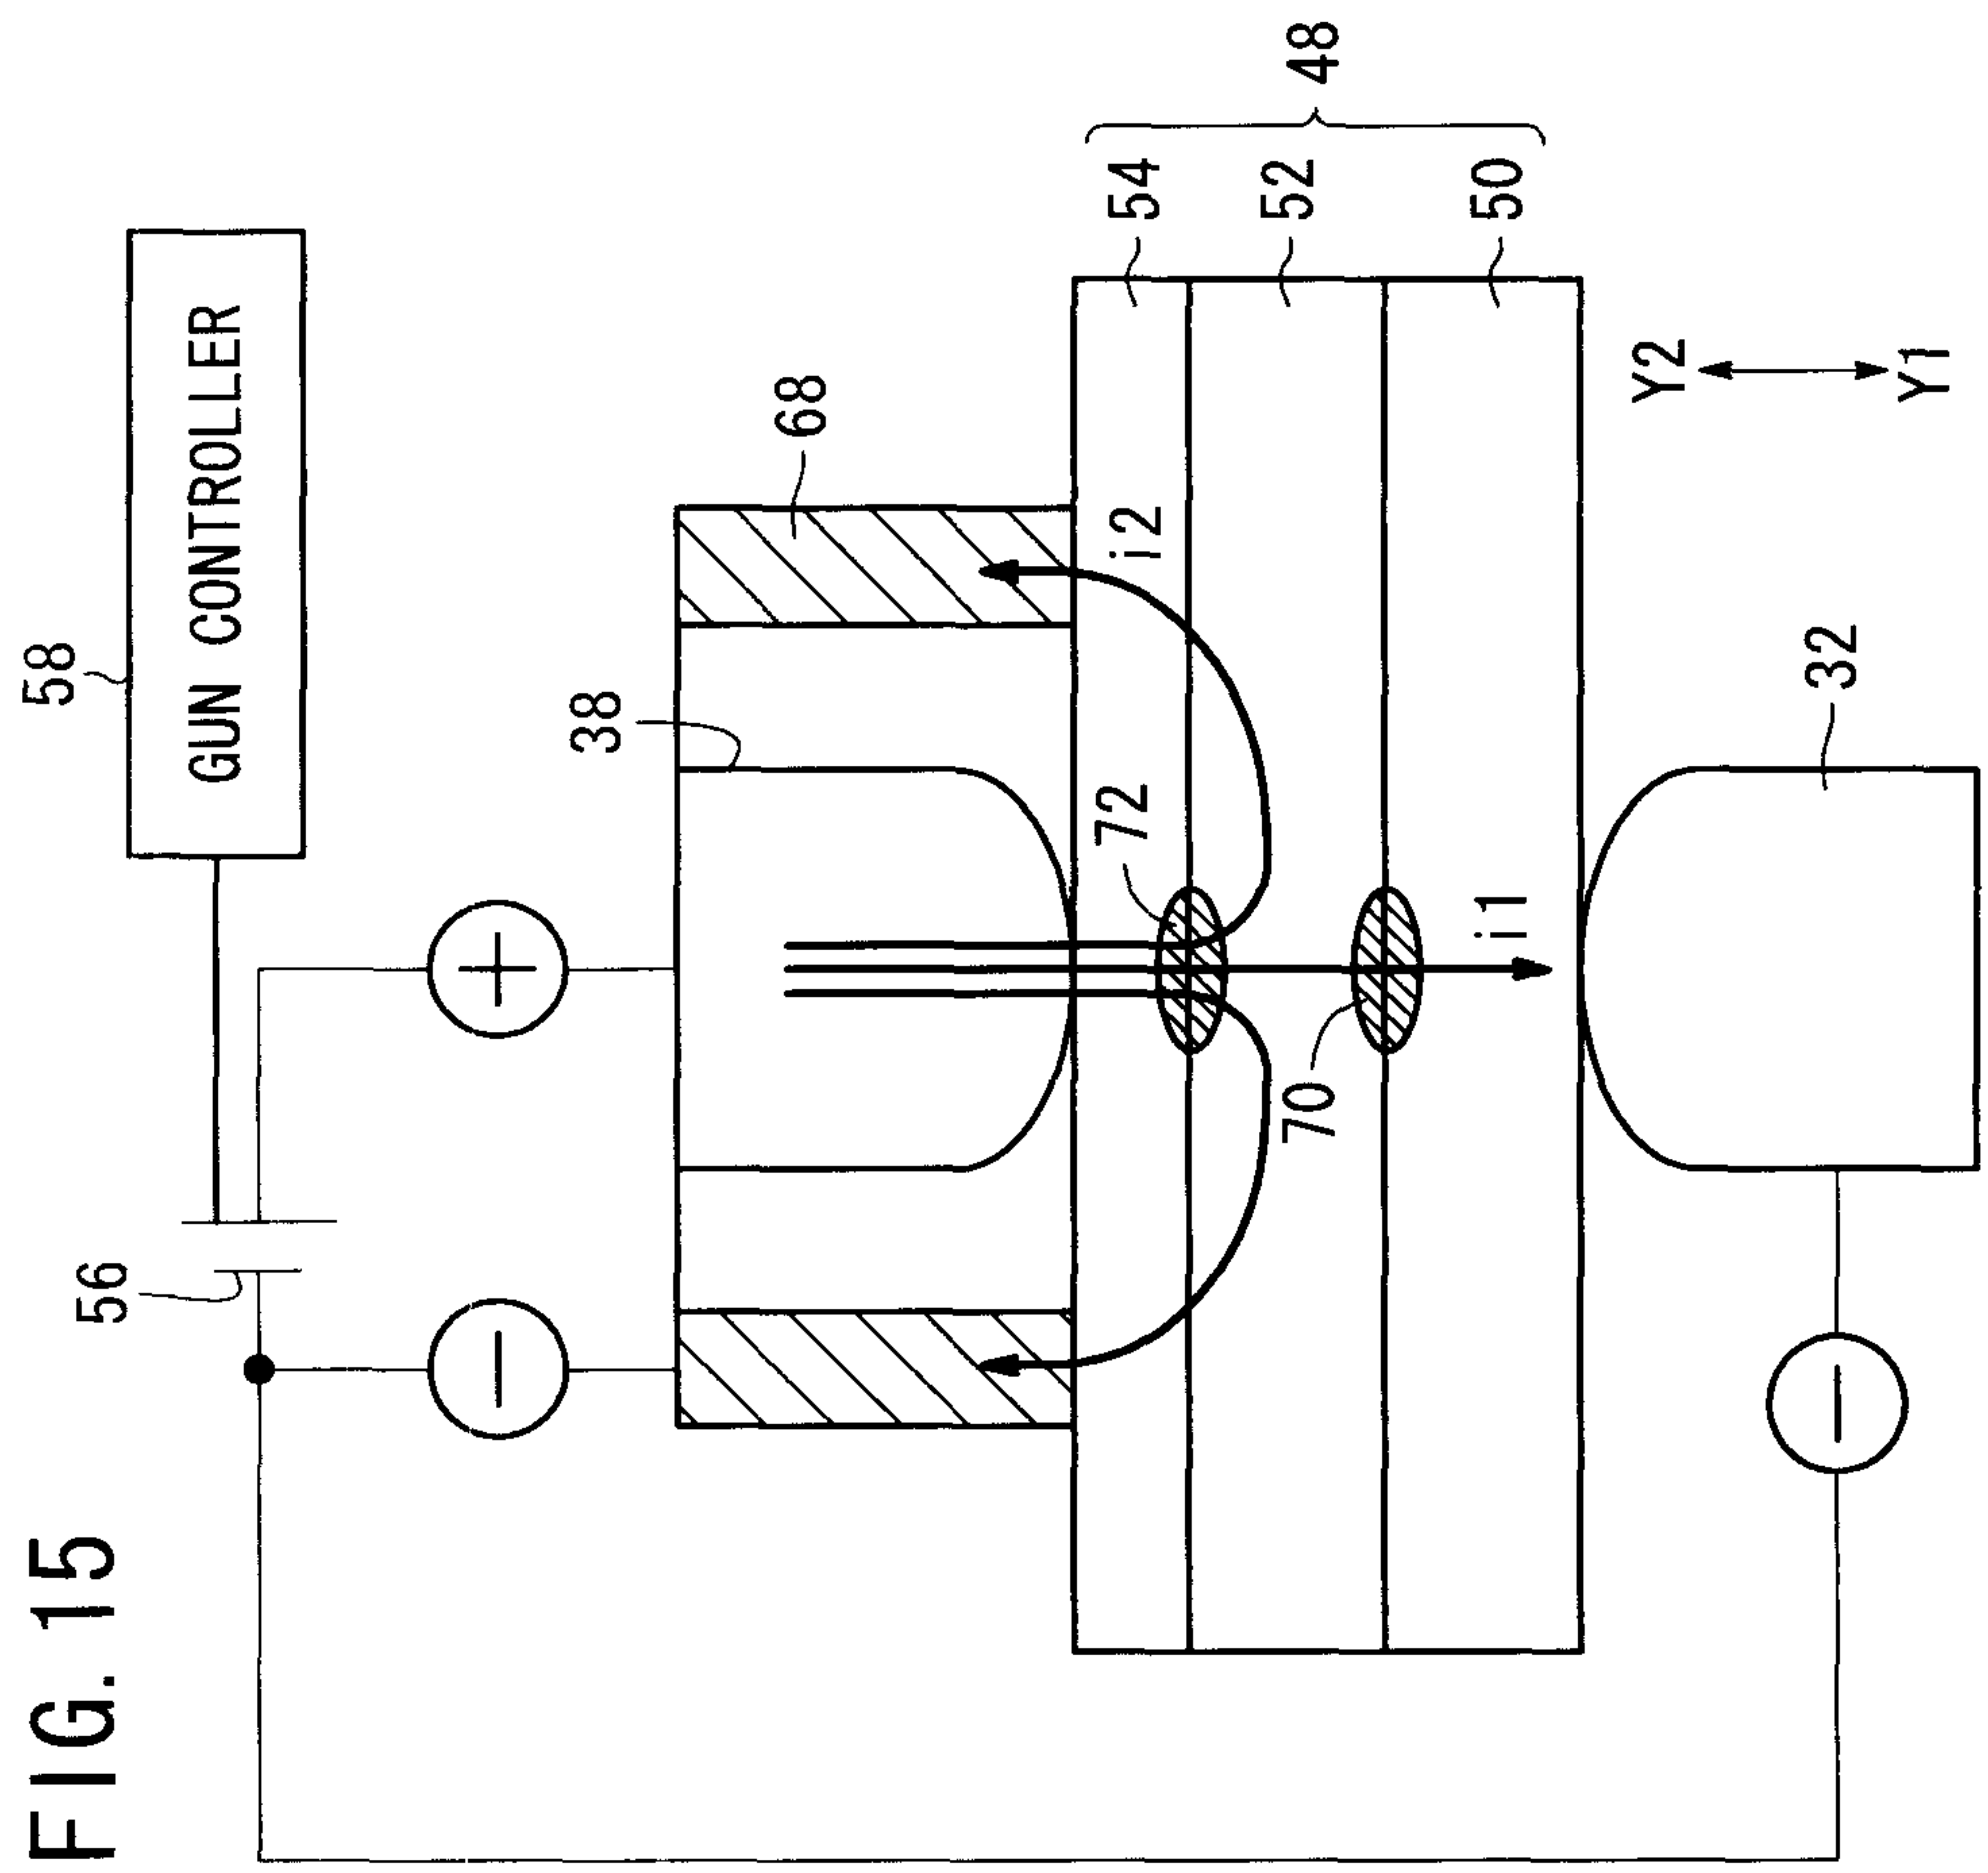 FIG. 15
58
GUN CONTROLLER
56
38
68
+
−
72
i2
70
i1
54
52
50
48
Y2
Y1
32
−